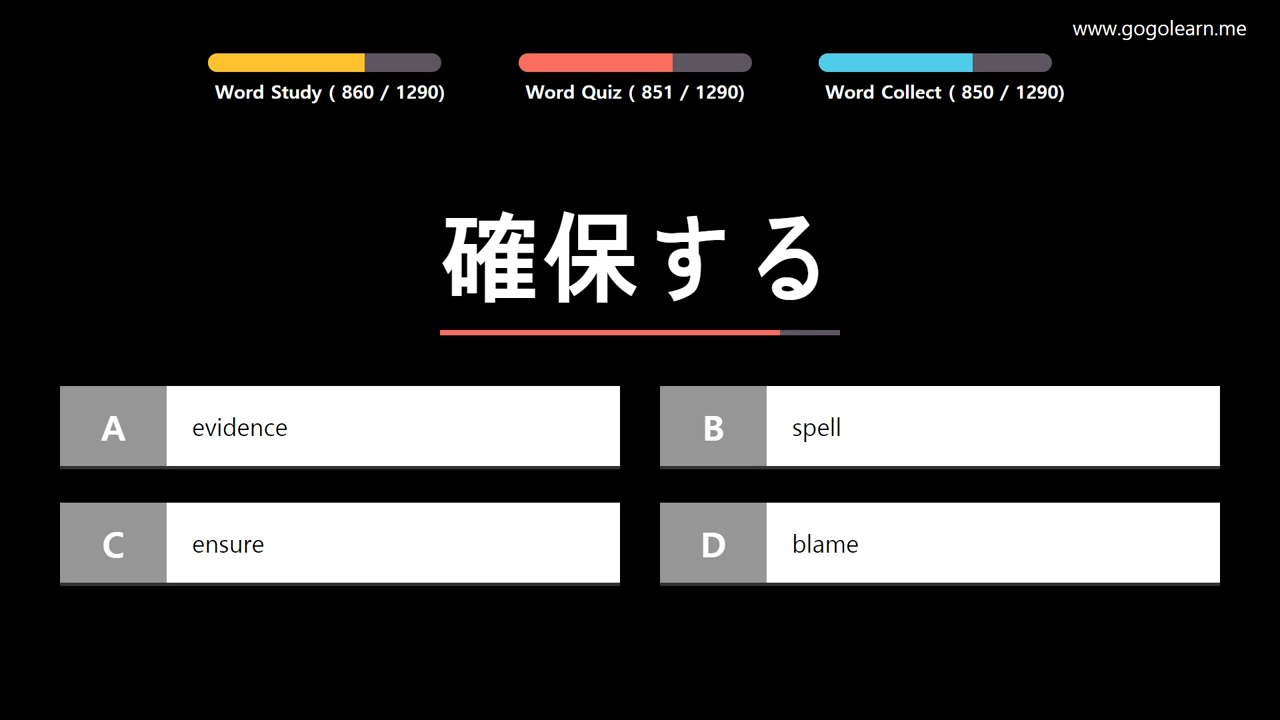 www.gogolearn.me
Word Study ( 860 / 1290)
Word Quiz ( 851 / 1290)
Word Collect ( 850 / 1290)
確保する
A evidence
B spell
C ensure
D blame